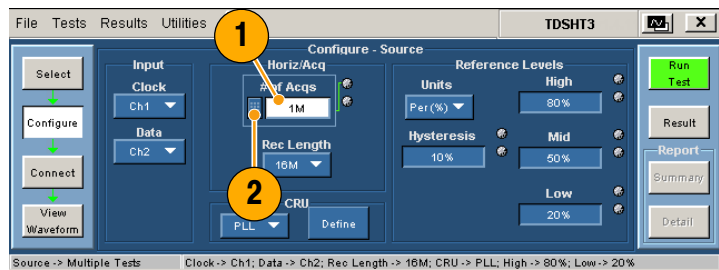 File Tests Results Utilities
TDSHT3
X
1
2
Select
Configure
Connect
View
Waveform
Configure - Source
Input
Clock
Ch1
Data
Ch2
Horiz/Acq
# of Acqs
1M
Rec Length
16M
CRU
PLL
Define
Reference Levels
Units
Per(%)
Hysteresis
10%
High
80%
Mid
50%
Low
20%
Run
Test
Result
Report
Summary
Detail
Source -> Multiple Tests Clock -> Ch1; Data -> Ch2; Rec Length -> 16M; CRU -> PLL; High -> 80%; Low -> 20%